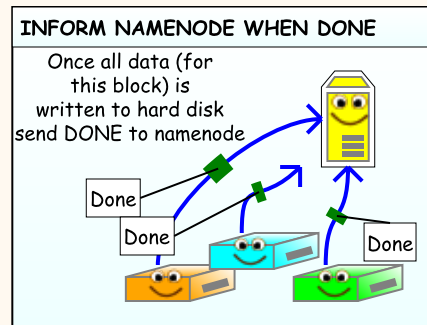 INFORM NAMENODE WHEN DONE
Once all data (for
this block) is
written to hard disk
send DONE to namenode
Done
Done
Done